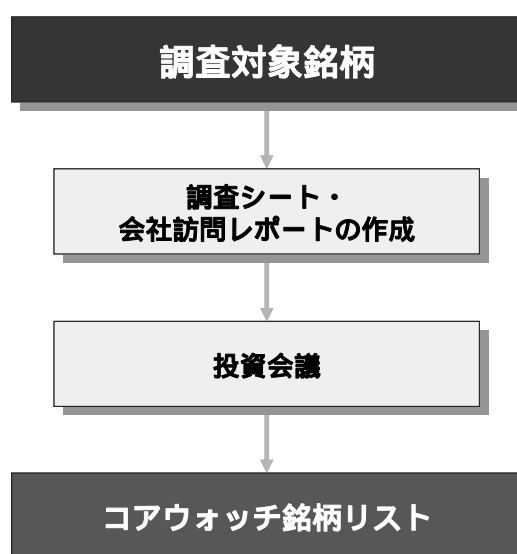 調査対象銘柄
調査シート・
会社訪問レポートの作成
投資会議
コアウォッチ銘柄リスト